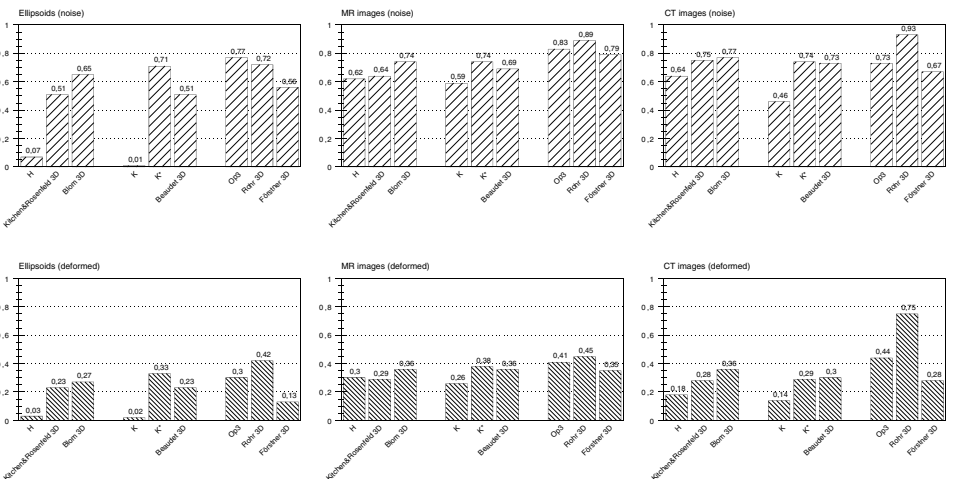 Ellipsoids (noise)
1
0,8
0,6
0,4
0,2
0
0,07
0,51
0,65
0,01
0,71
0,51
0,77
0,72
0,56
H
Kitchen&Rosenfeld 3D
Blom 3D
K
K*
Beaudet 3D
Op3
Rohr 3D
Förstner 3D
MR images (noise)
1
0,8
0,6
0,4
0,2
0
0,62
0,64
0,74
0,59
0,74
0,69
0,83
0,89
0,79
H
Kitchen&Rosenfeld 3D
Blom 3D
K
K*
Beaudet 3D
Op3
Rohr 3D
Förstner 3D
CT images (noise)
1
0,8
0,6
0,4
0,2
0
0,64
0,75
0,77
0,46
0,74
0,73
0,73
0,93
0,67
H
Kitchen&Rosenfeld 3D
Blom 3D
K
K*
Beaudet 3D
Op3
Rohr 3D
Förstner 3D
Ellipsoids (deformed)
1
0,8
0,6
0,4
0,2
0
0,03
0,23
0,27
0,02
0,33
0,23
0,3
0,42
0,13
H
Kitchen&Rosenfeld 3D
Blom 3D
K
K*
Beaudet 3D
Op3
Rohr 3D
Förstner 3D
MR images (deformed)
1
0,8
0,6
0,4
0,2
0
0,3
0,29
0,36
0,26
0,38
0,36
0,41
0,45
0,35
H
Kitchen&Rosenfeld 3D
Blom 3D
K
K*
Beaudet 3D
Op3
Rohr 3D
Förstner 3D
CT images (deformed)
1
0,8
0,6
0,4
0,2
0
0,18
0,28
0,36
0,14
0,29
0,3
0,44
0,75
0,28
H
Kitchen&Rosenfeld 3D
Blom 3D
K
K*
Beaudet 3D
Op3
Rohr 3D
Förstner 3D